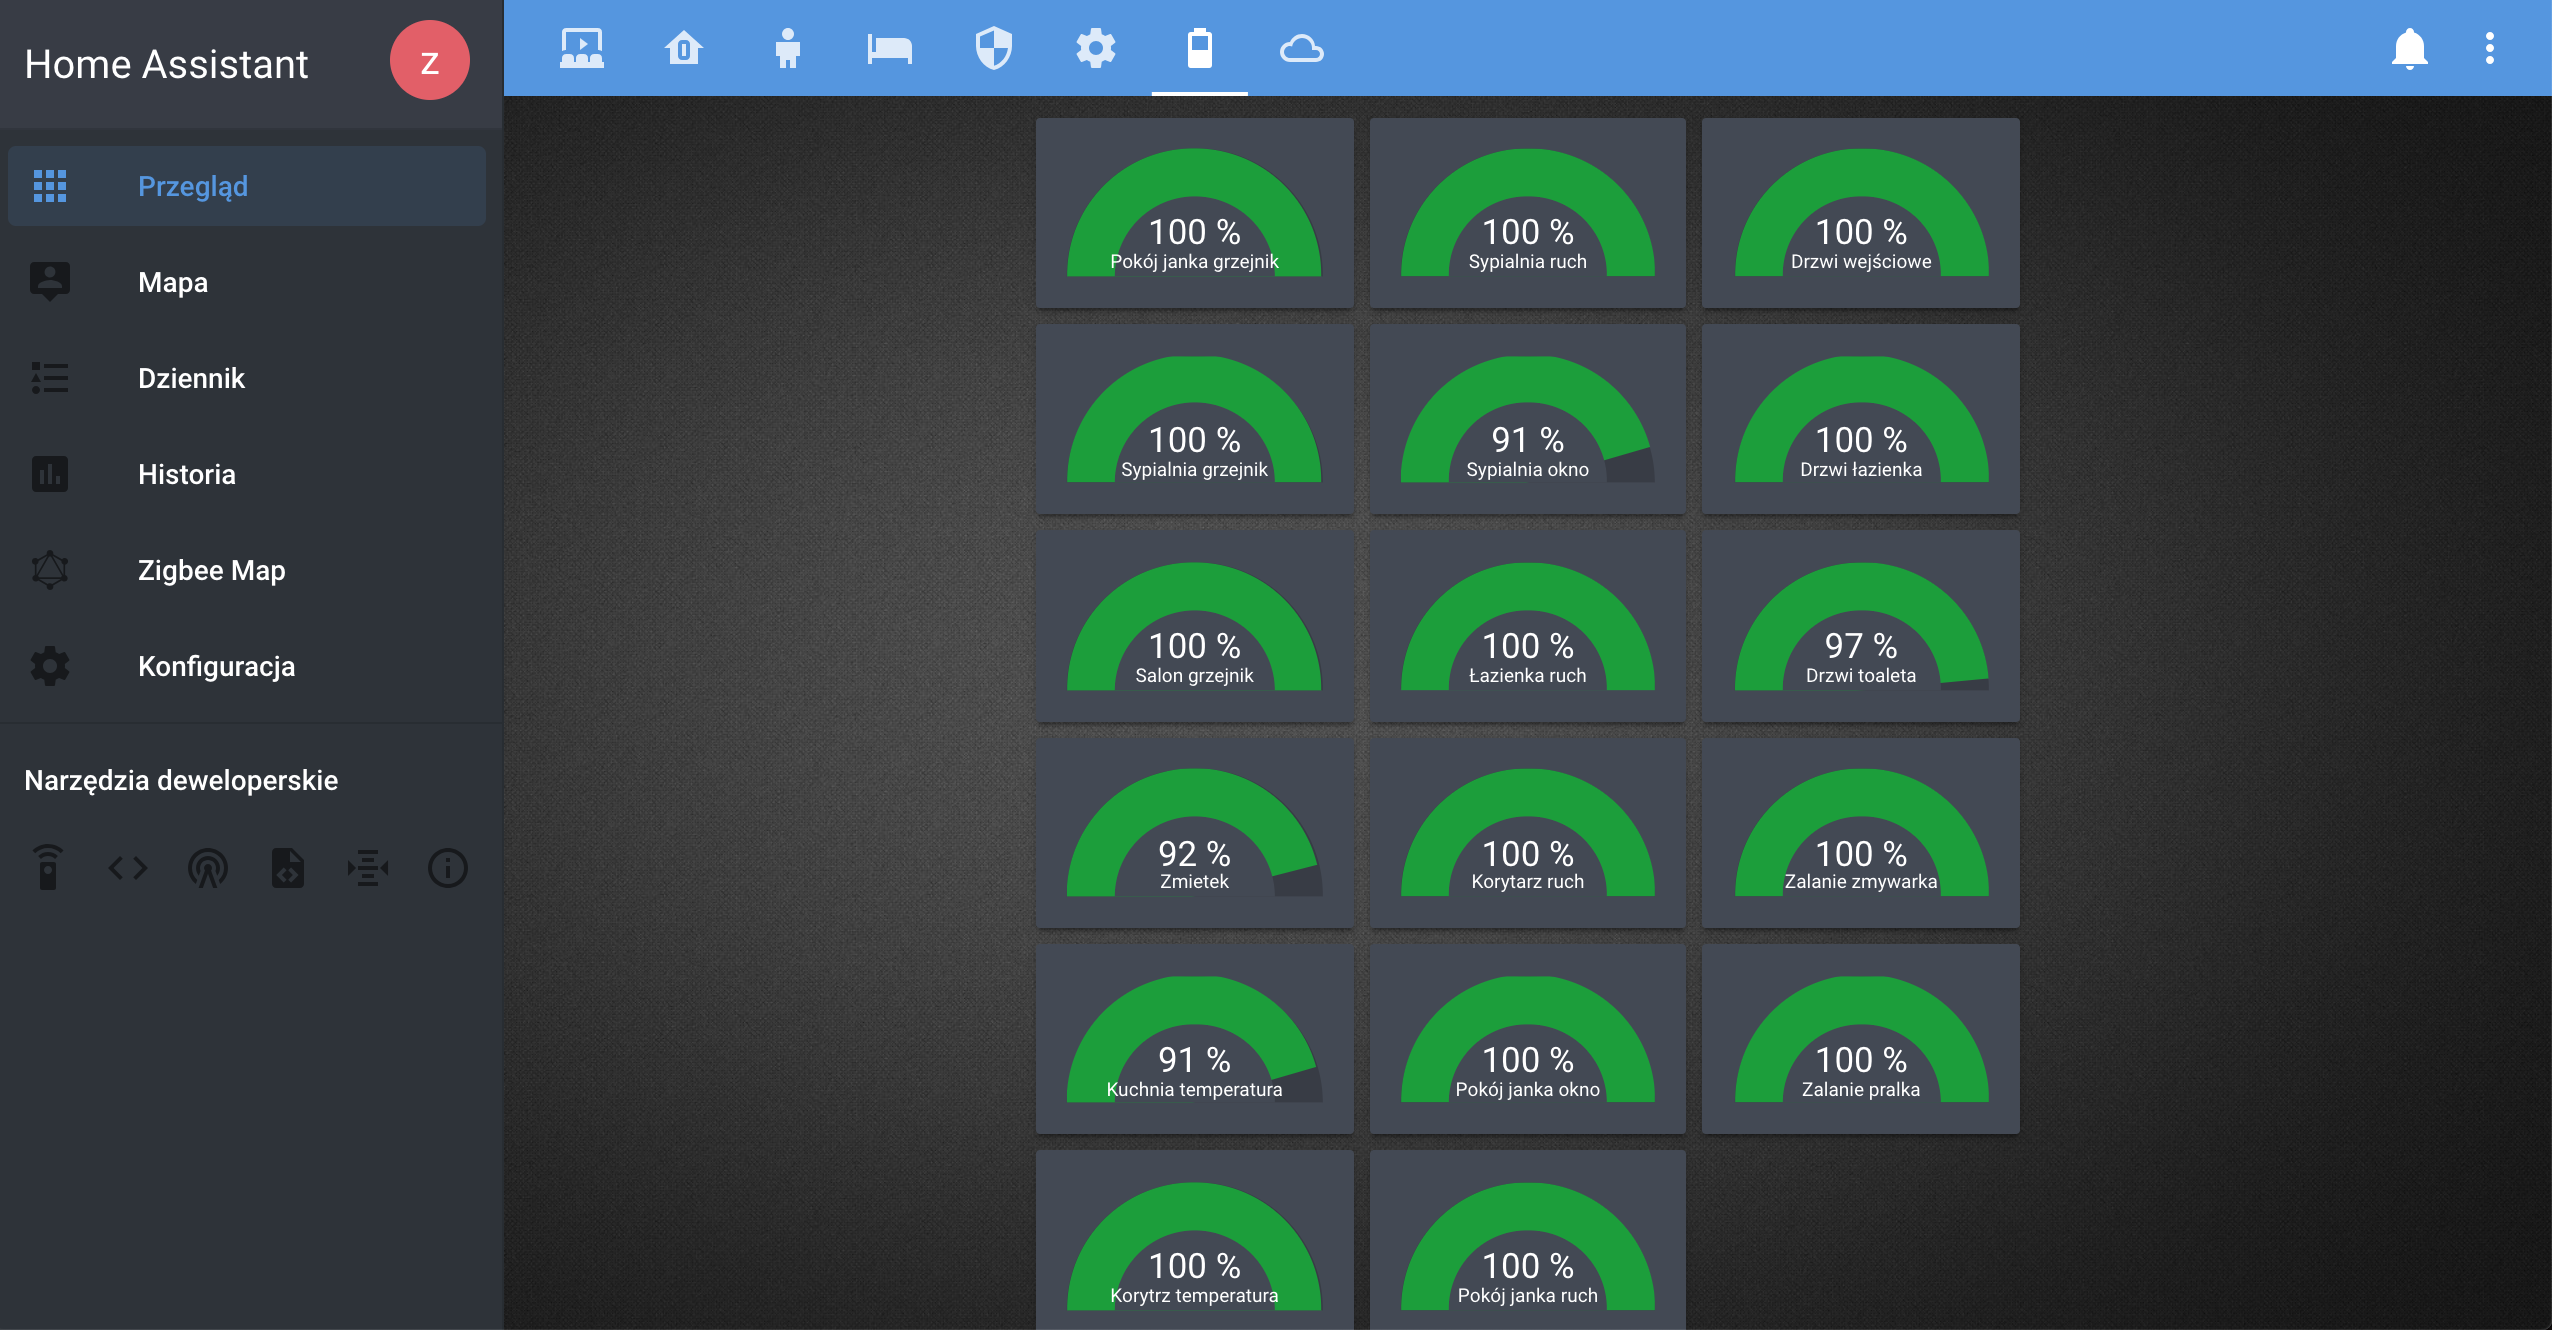 Home Assistant
z
Przegląd
Mapa
Dziennik
Historia
Zigbee Map
Konfiguracja
Narzędzia deweloperskie
100 %
Pokój janka grzejnik
100 %
Sypialnia ruch
100 %
Drzwi wejściowe
100 %
Sypialnia grzejnik
91 %
Sypialnia okno
100 %
Drzwi łazienka
100 %
Salon grzejnik
100 %
Łazienka ruch
97 %
Drzwi toaleta
92 %
Zmietek
100 %
Korytarz ruch
100 %
Zalanie zmywarka
91 %
Kuchnia temperatura
100 %
Pokój janka okno
100 %
Zalanie pralka
100 %
Korytrz temperatura
100 %
Pokój janka ruch